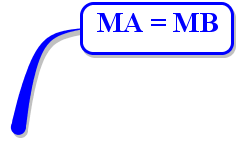 MA = MB